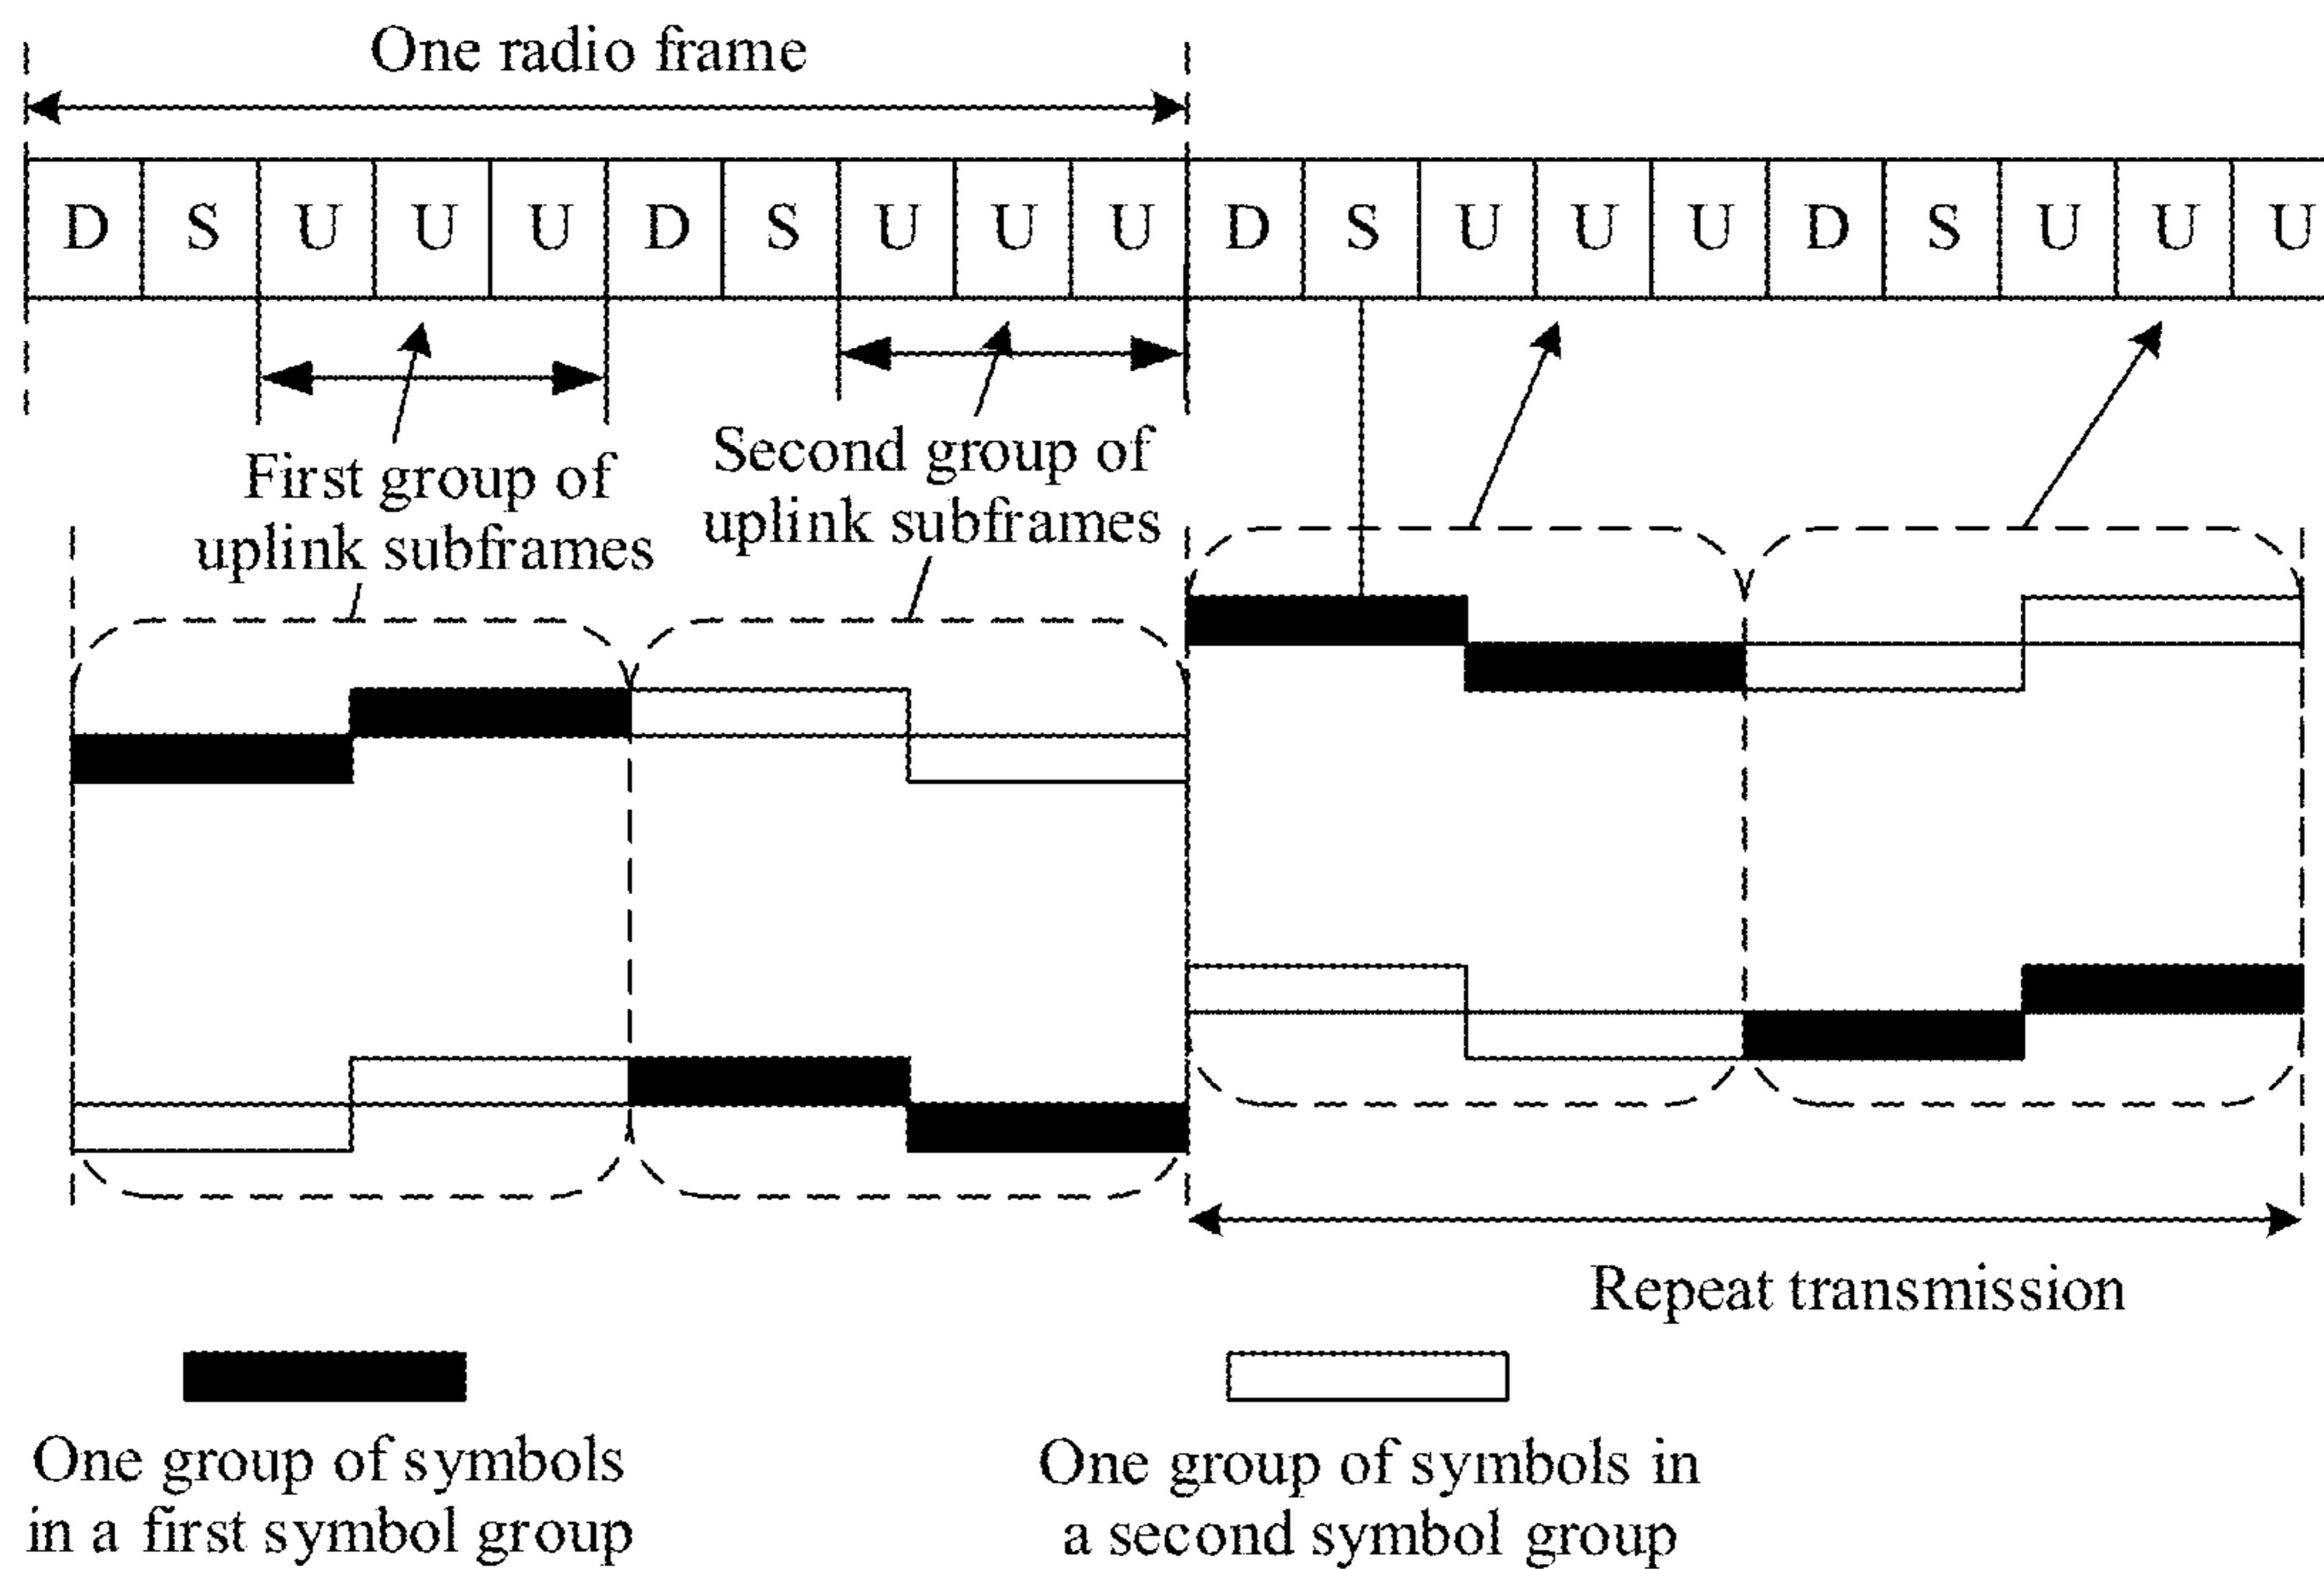 One radio frame
D S U U U D S U U U D S U U U D S U U U
First group of
uplink subframes
Second group of
uplink subframes
Repeat transmission
One group of symbols
in a first symbol group
One group of symbols in
a second symbol group